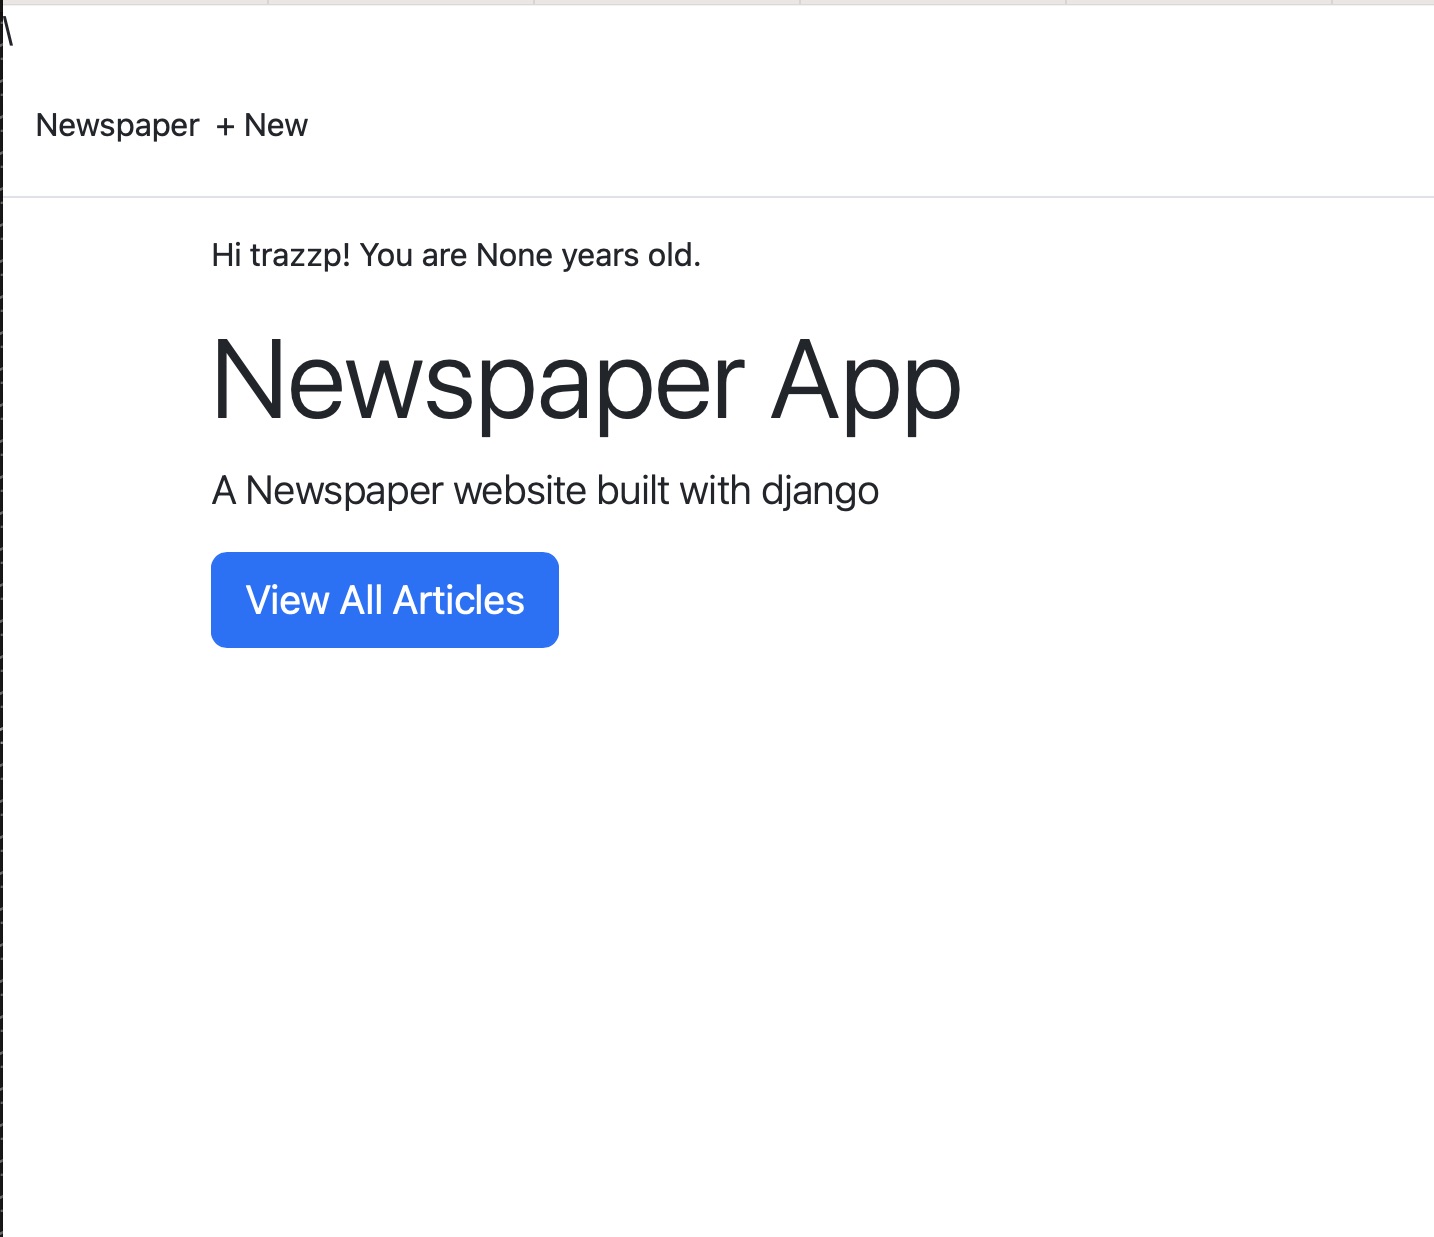 \
Newspaper + New
Hi trazzp! You are None years old.
Newspaper App
A Newspaper website built with django
View All Articles